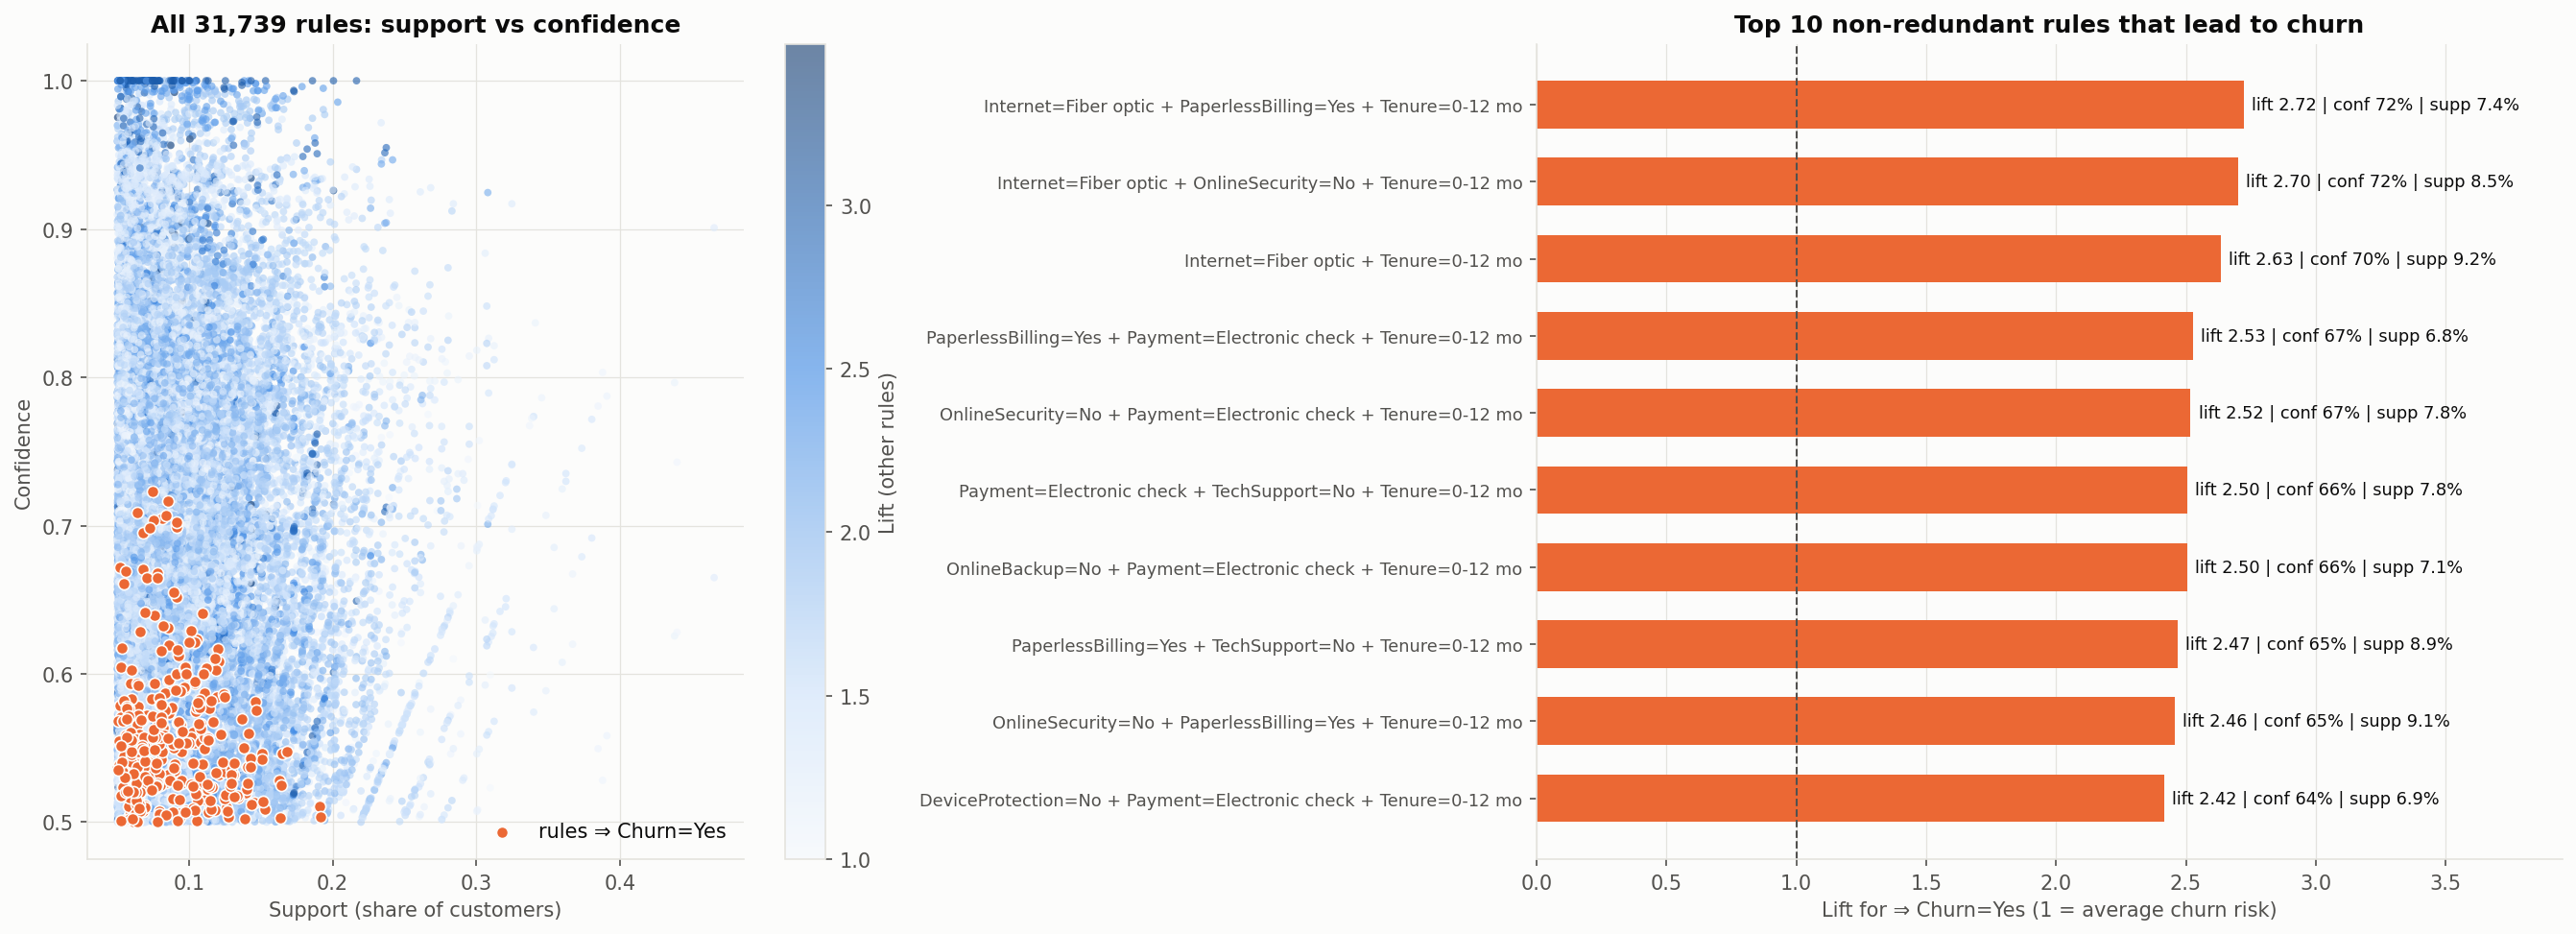 All 31,739 rules: support vs confidence
1.0
0.9
0.8
0.7
0.6
0.5
Confidence
0.1
0.2
0.3
0.4
Support (share of customers)
rules ⇒ Churn=Yes
3.0
2.5
2.0
1.5
1.0
Lift (other rules)
Top 10 non-redundant rules that lead to churn
Internet=Fiber optic + PaperlessBilling=Yes + Tenure=0-12 mo
lift 2.72 | conf 72% | supp 7.4%
Internet=Fiber optic + OnlineSecurity=No + Tenure=0-12 mo
lift 2.70 | conf 72% | supp 8.5%
Internet=Fiber optic + Tenure=0-12 mo
lift 2.63 | conf 70% | supp 9.2%
PaperlessBilling=Yes + Payment=Electronic check + Tenure=0-12 mo
lift 2.53 | conf 67% | supp 6.8%
OnlineSecurity=No + Payment=Electronic check + Tenure=0-12 mo
lift 2.52 | conf 67% | supp 7.8%
Payment=Electronic check + TechSupport=No + Tenure=0-12 mo
lift 2.50 | conf 66% | supp 7.8%
OnlineBackup=No + Payment=Electronic check + Tenure=0-12 mo
lift 2.50 | conf 66% | supp 7.1%
PaperlessBilling=Yes + TechSupport=No + Tenure=0-12 mo
lift 2.47 | conf 65% | supp 8.9%
OnlineSecurity=No + PaperlessBilling=Yes + Tenure=0-12 mo
lift 2.46 | conf 65% | supp 9.1%
DeviceProtection=No + Payment=Electronic check + Tenure=0-12 mo
lift 2.42 | conf 64% | supp 6.9%
0.0
0.5
1.0
1.5
2.0
2.5
3.0
3.5
Lift for ⇒ Churn=Yes (1 = average churn risk)